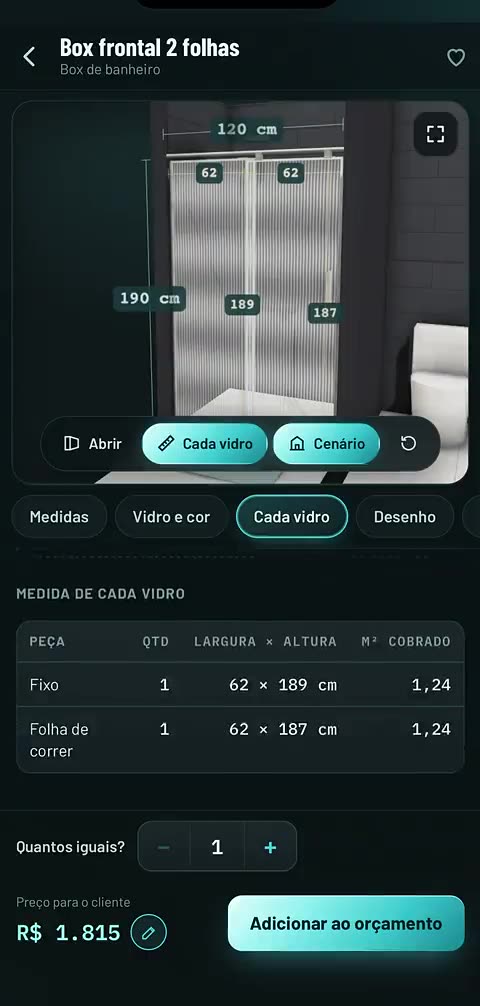 Box frontal 2 folhas
Box de banheiro
120 cm
62 62
190 cm
189
187
Abrir Cada vidro Cenário
Medidas Vidro e cor Cada vidro Desenho
MEDIDA DE CADA VIDRO
PEÇA QTD LARGURA × ALTURA M² COBRADO
Fixo 1 62 × 189 cm 1,24
Folha de correr 1 62 × 187 cm 1,24
Quantos iguais? − 1 +
Preço para o cliente
R$ 1.815
Adicionar ao orçamento